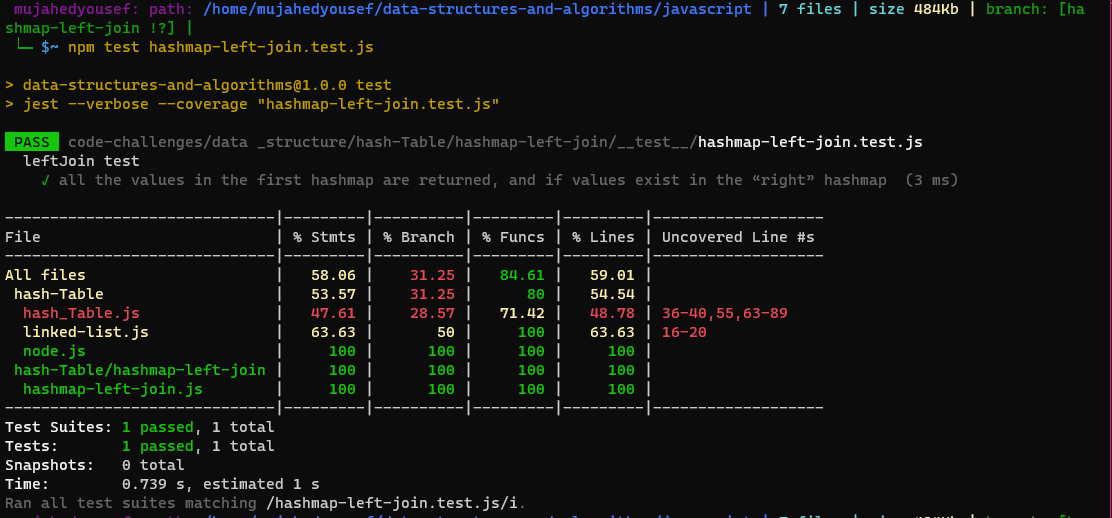 mujahedyousef: path: /home/mujahedyousef/data-structures-and-algorithms/javascript | 7 files | size 484Kb | branch: [ha
shmap-left-join !?] |
└─ $~ npm test hashmap-left-join.test.js
> data-structures-and-algorithms@1.0.0 test
> jest --verbose --coverage "hashmap-left-join.test.js"
PASS code-challenges/data _structure/hash-Table/hashmap-left-join/__test__/hashmap-left-join.test.js
leftJoin test
✓ all the values in the first hashmap are returned, and if values exist in the “right” hashmap (3 ms)
------------------------------|---------|----------|---------|---------|-------------------
File | % Stmts | % Branch | % Funcs | % Lines | Uncovered Line #s
------------------------------|---------|----------|---------|---------|-------------------
All files | 58.06 | 31.25 | 84.61 | 59.01 |
hash-Table | 53.57 | 31.25 | 80 | 54.54 |
hash_Table.js | 47.61 | 28.57 | 71.42 | 48.78 | 36-40,55,63-89
linked-list.js | 63.63 | 50 | 100 | 63.63 | 16-20
node.js | 100 | 100 | 100 | 100 |
hash-Table/hashmap-left-join | 100 | 100 | 100 | 100 |
hashmap-left-join.js | 100 | 100 | 100 | 100 |
------------------------------|---------|----------|---------|---------|-------------------
Test Suites: 1 passed, 1 total
Tests: 1 passed, 1 total
Snapshots: 0 total
Time: 0.739 s, estimated 1 s
Ran all test suites matching /hashmap-left-join.test.js/i.